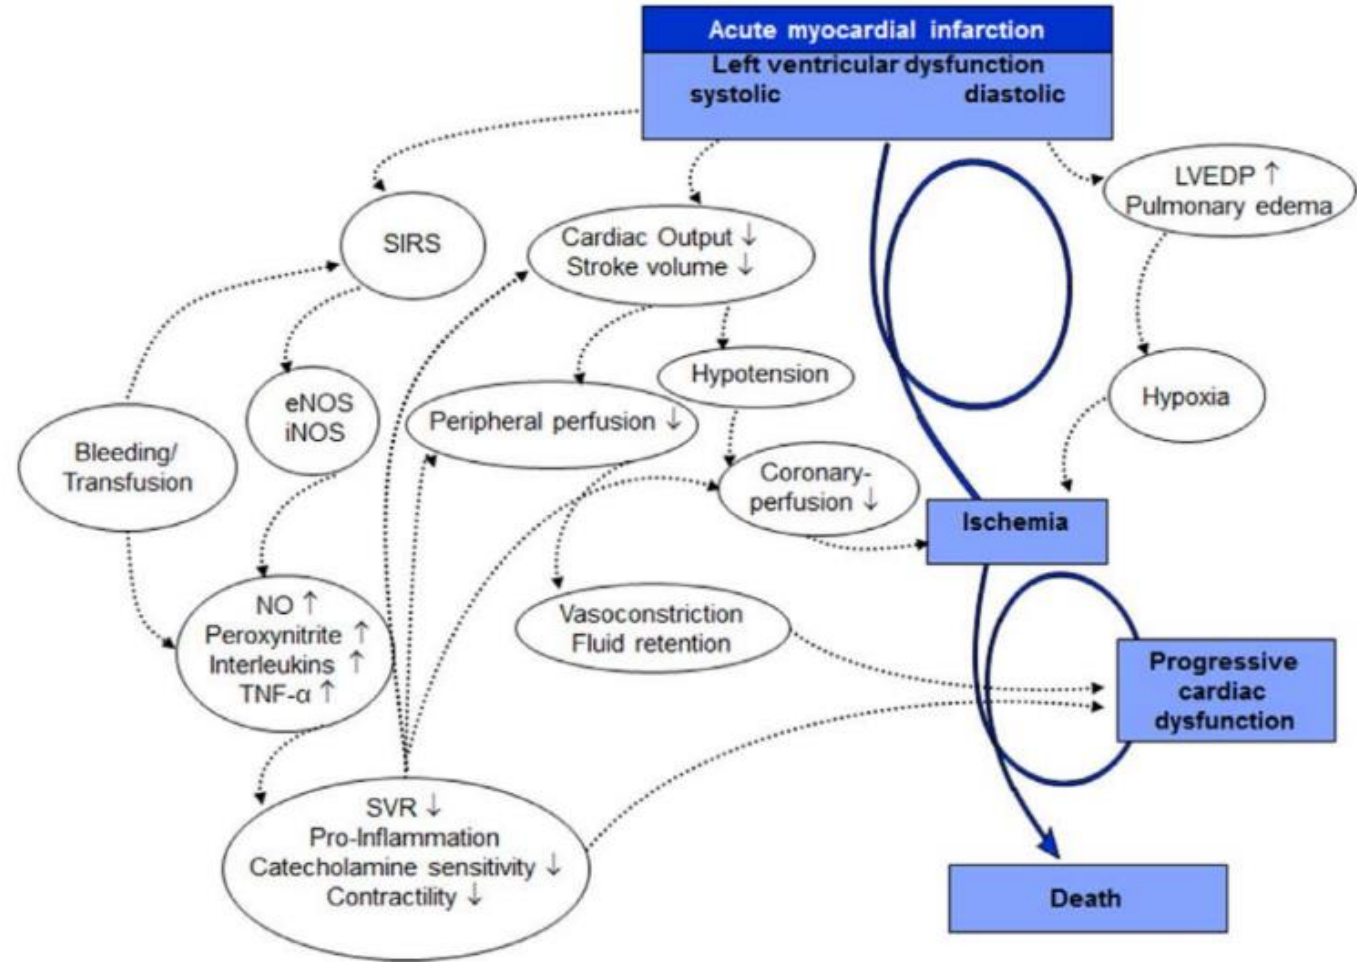 Acute myocardial infarction
Left ventricular dysfunction
systolic diastolic
LVEDP ↑
Pulmonary edema
SIRS
Cardiac Output ↓
Stroke volume ↓
Hypotension
Hypoxia
eNOS
iNOS
Peripheral perfusion ↓
Bleeding/
Transfusion
Coronary-
perfusion ↓
Ischemia
NO ↑
Peroxynitrite ↑
Interleukins ↑
TNF-α ↑
Vasoconstriction
Fluid retention
Progressive
cardiac
dysfunction
SVR ↓
Pro-Inflammation
Catecholamine sensitivity ↓
Contractility ↓
Death